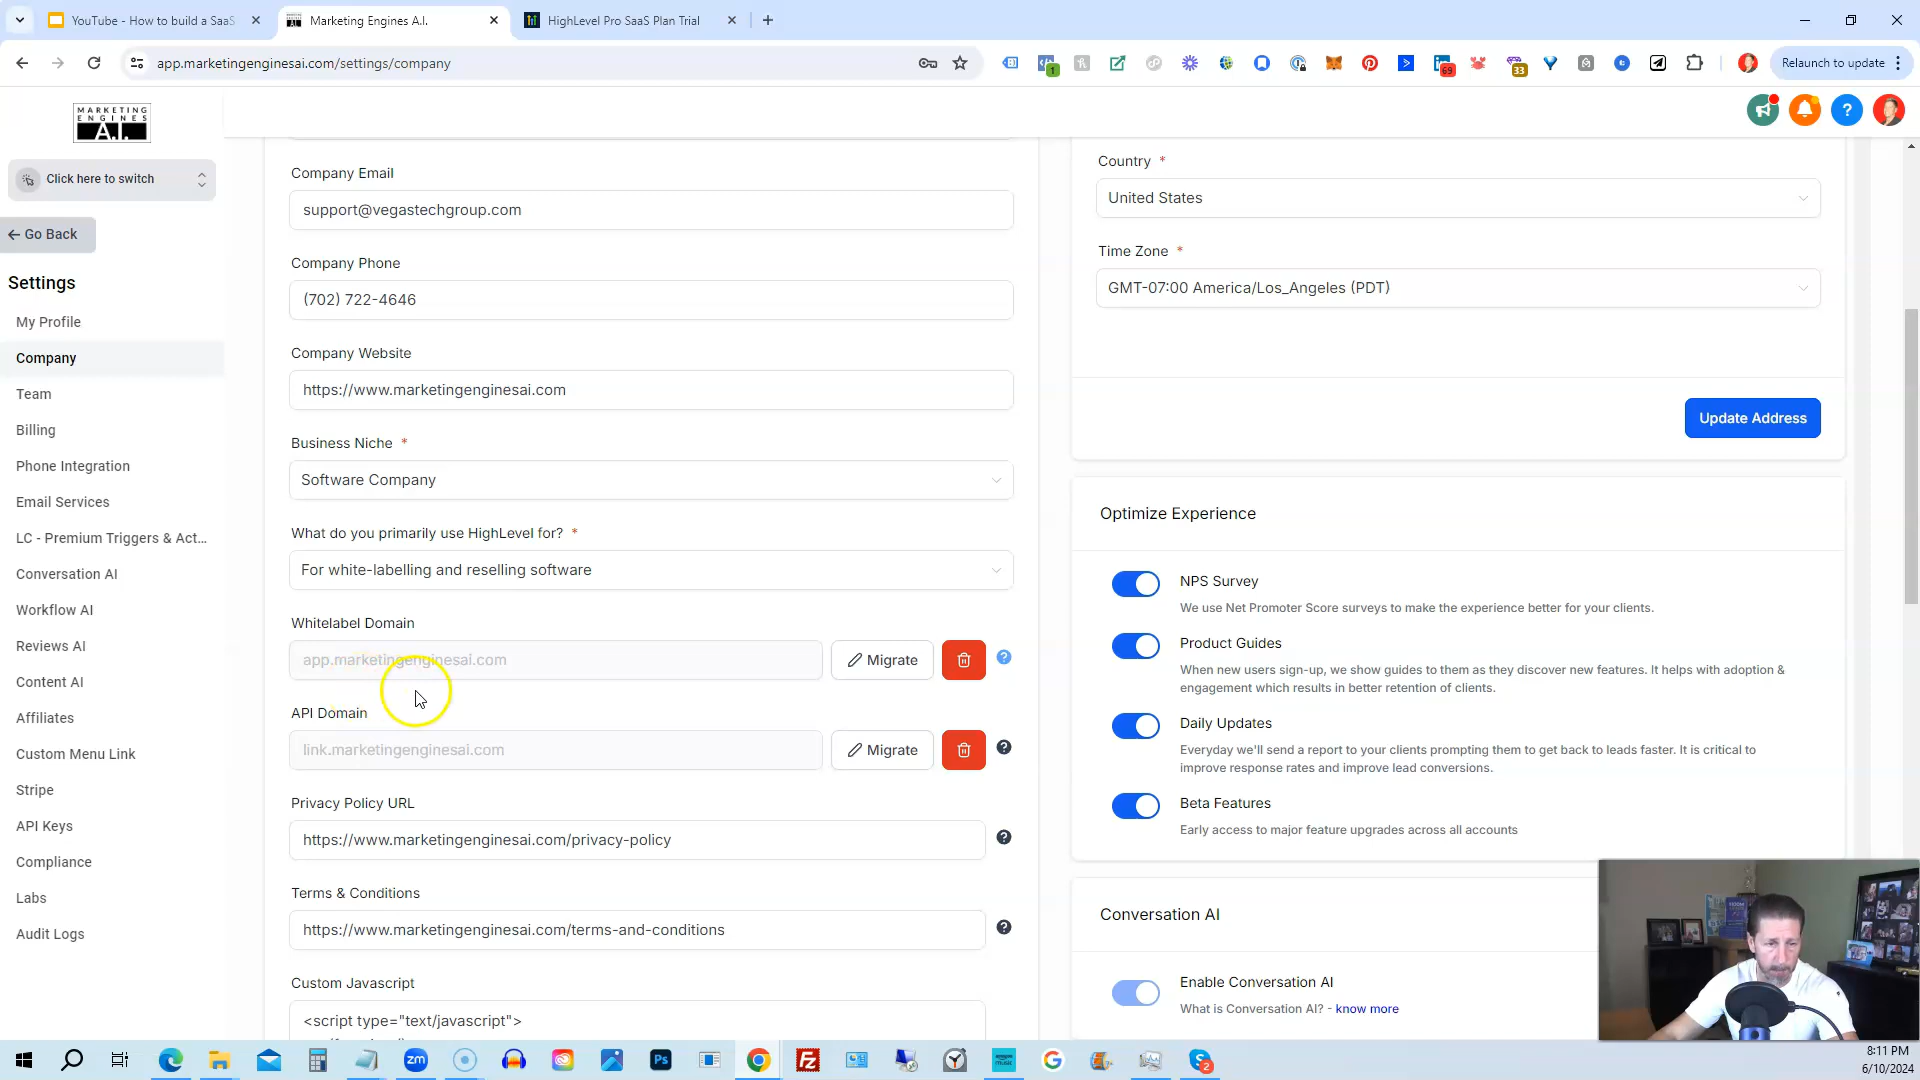 YouTube - How to build a SaaS
Marketing Engines A.I.
HighLevel Pro SaaS Plan Trial
app.marketingenginesai.com/settings/company
1
69
33
Relaunch to update
MARKETING
ENGINES
A.I.
Click here to switch
Go Back
Settings
My Profile
Company
Team
Billing
Phone Integration
Email Services
LC - Premium Triggers & Act...
Conversation AI
Workflow AI
Reviews AI
Content AI
Affiliates
Custom Menu Link
Stripe
API Keys
Compliance
Labs
Audit Logs
Company Email
support@vegastechgroup.com
Company Phone
(702) 722-4646
Company Website
https://www.marketingenginesai.com
Business Niche *
Software Company
What do you primarily use HighLevel for? *
For white-labelling and reselling software
Whitelabel Domain
app.marketingenginesai.com
Migrate
API Domain
link.marketingenginesai.com
Migrate
Privacy Policy URL
https://www.marketingenginesai.com/privacy-policy
Terms & Conditions
https://www.marketingenginesai.com/terms-and-conditions
Custom Javascript
<script type="text/javascript">
Country *
United States
Time Zone *
GMT-07:00 America/Los_Angeles (PDT)
Update Address
Optimize Experience
NPS Survey
We use Net Promoter Score surveys to make the experience better for your clients.
Product Guides
When new users sign-up, we show guides to them as they discover new features. It helps with adoption &
engagement which results in better retention of clients.
Daily Updates
Everyday we'll send a report to your clients prompting them to get back to leads faster. It is critical to
improve response rates and improve lead conversions.
Beta Features
Early access to major feature upgrades across all accounts
Conversation AI
Enable Conversation AI
What is Conversation AI? - know more
zm
Ps
Fz
amazon
music
2
8:11 PM
6/10/2024